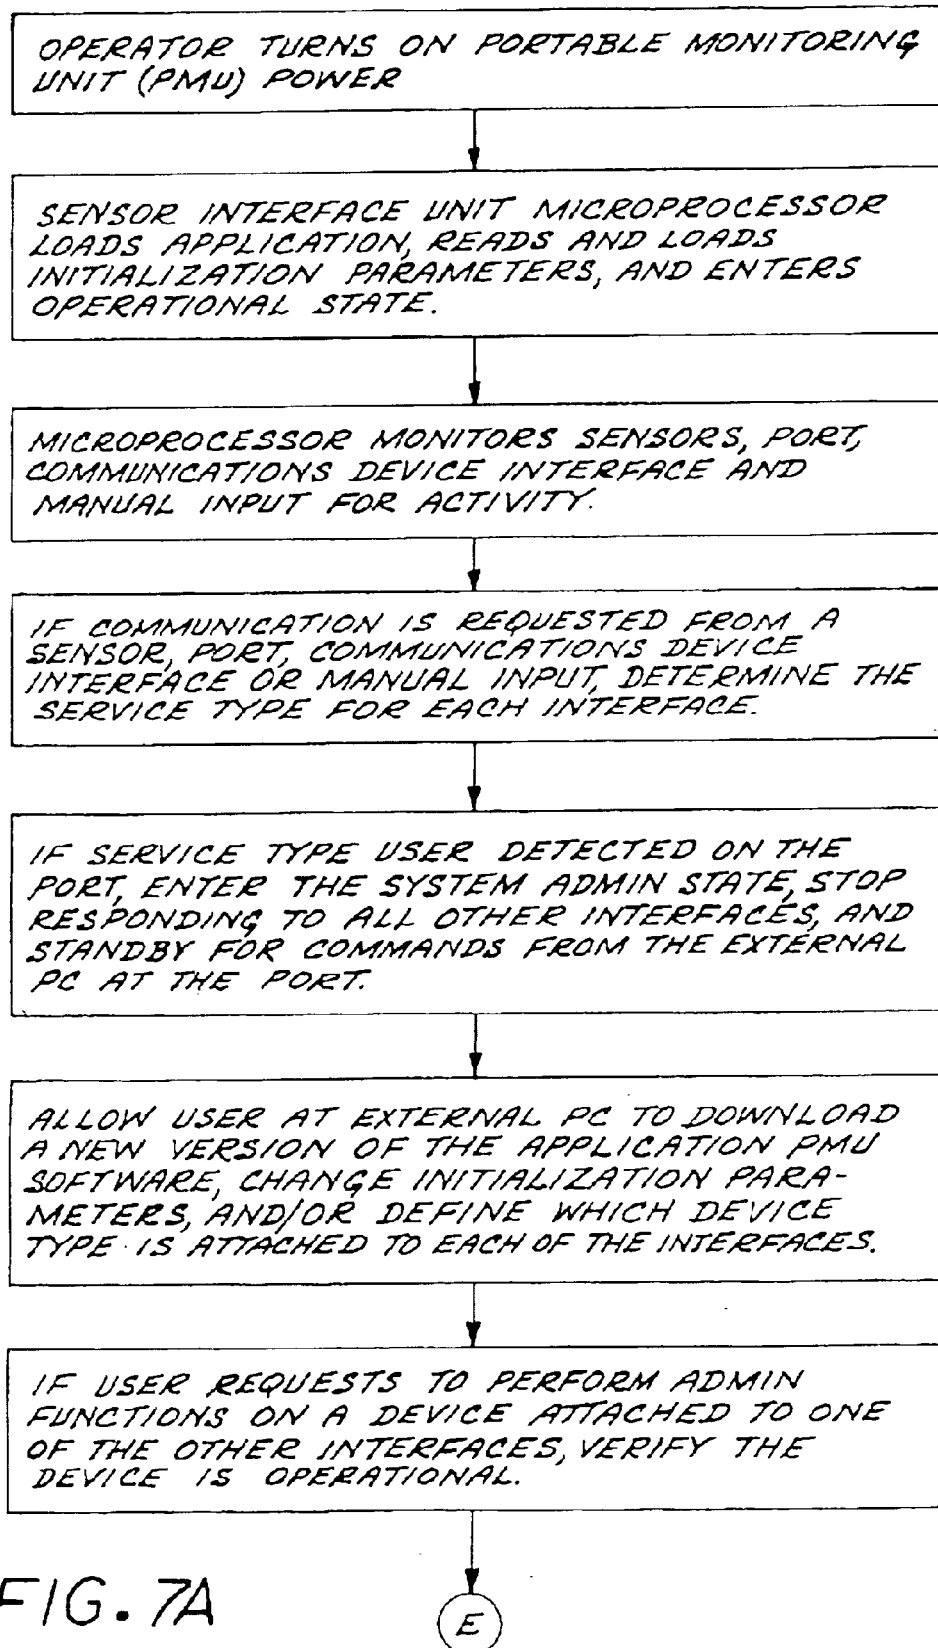 OPERATOR TURNS ON PORTABLE MONITORING
UNIT (PMU) POWER
SENSOR INTERFACE UNIT MICROPROCESSOR
LOADS APPLICATION, READS AND LOADS
INITIALIZATION PARAMETERS, AND ENTERS
OPERATIONAL STATE.
MICROPROCESSOR MONITORS SENSORS, PORT,
COMMUNICATIONS DEVICE INTERFACE AND
MANUAL INPUT FOR ACTIVITY.
IF COMMUNICATION IS REQUESTED FROM A
SENSOR, PORT, COMMUNICATIONS DEVICE
INTERFACE OR MANUAL INPUT, DETERMINE THE
SERVICE TYPE FOR EACH INTERFACE.
IF SERVICE TYPE USER DETECTED ON THE
PORT, ENTER THE SYSTEM ADMIN STATE, STOP
RESPONDING TO ALL OTHER INTERFACES, AND
STANDBY FOR COMMANDS FROM THE EXTERNAL
PC AT THE PORT.
ALLOW USER AT EXTERNAL PC TO DOWNLOAD
A NEW VERSION OF THE APPLICATION PMU
SOFTWARE, CHANGE INITIALIZATION PARA-
METERS, AND/OR DEFINE WHICH DEVICE
TYPE IS ATTACHED TO EACH OF THE INTERFACES.
IF USER REQUESTS TO PERFORM ADMIN
FUNCTIONS ON A DEVICE ATTACHED TO ONE
OF THE OTHER INTERFACES, VERIFY THE
DEVICE IS OPERATIONAL.
FIG. 7A
E